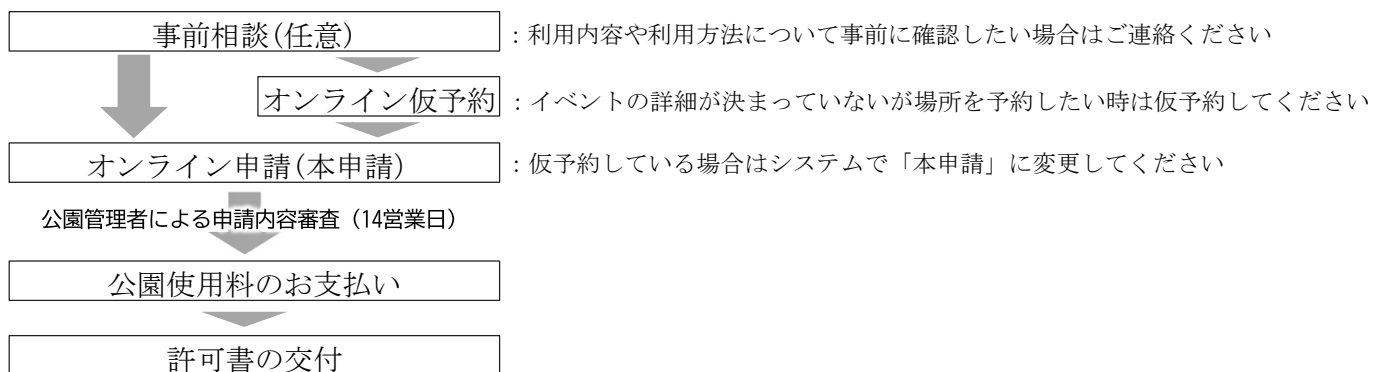 事前相談(任意)
：利用内容や利用方法について事前に確認したい場合はご連絡ください
オンライン仮予約
：イベントの詳細が決まっていないが場所を予約したい時は仮予約してください
オンライン申請(本申請)
：仮予約している場合はシステムで「本申請」に変更してください
公園管理者による申請内容審査（14営業日）
公園使用料のお支払い
許可書の交付